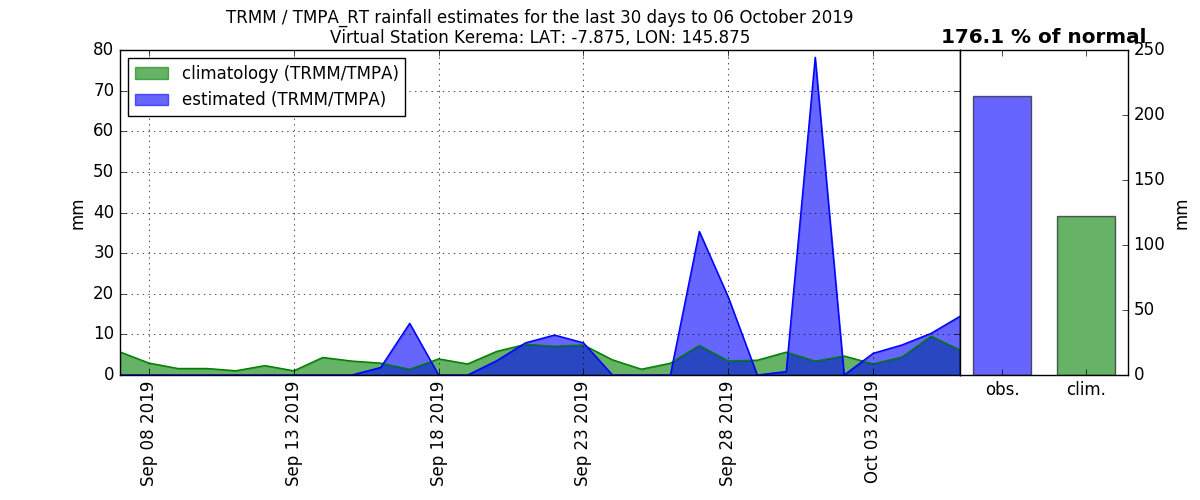 TRMM / TMPA_RT rainfall estimates for the last 30 days to 06 October 2019
Virtual Station Kerema: LAT: -7.875, LON: 145.875
176.1 % of normal
mm
80
70
60
50
40
30
20
10
0
climatology (TRMM/TMPA)
estimated (TRMM/TMPA)
Sep 08 2019
Sep 13 2019
Sep 18 2019
Sep 23 2019
Sep 28 2019
Oct 03 2019
obs.
clim.
250
200
150
100
50
0
mm